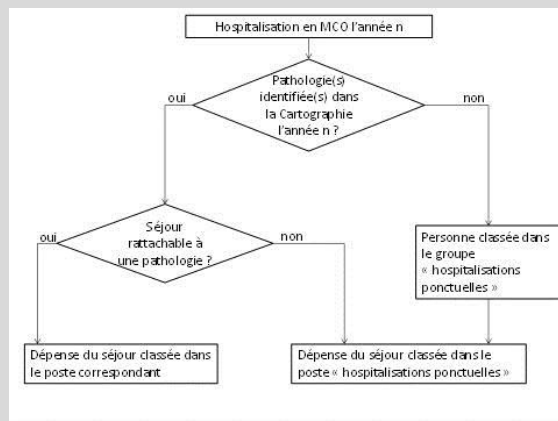 Hospitalisation en MCO l'année n
Pathologie(s)
identifiée(s) dans
la Cartographie
l'année n ?
oui
non
Séjour
rattachable à
une pathologie ?
oui
non
Personne classée dans
le groupe
« hospitalisations
ponctuelles »
Dépense du séjour classée dans
le poste correspondant
Dépense du séjour classée dans le
poste « hospitalisations ponctuelles »